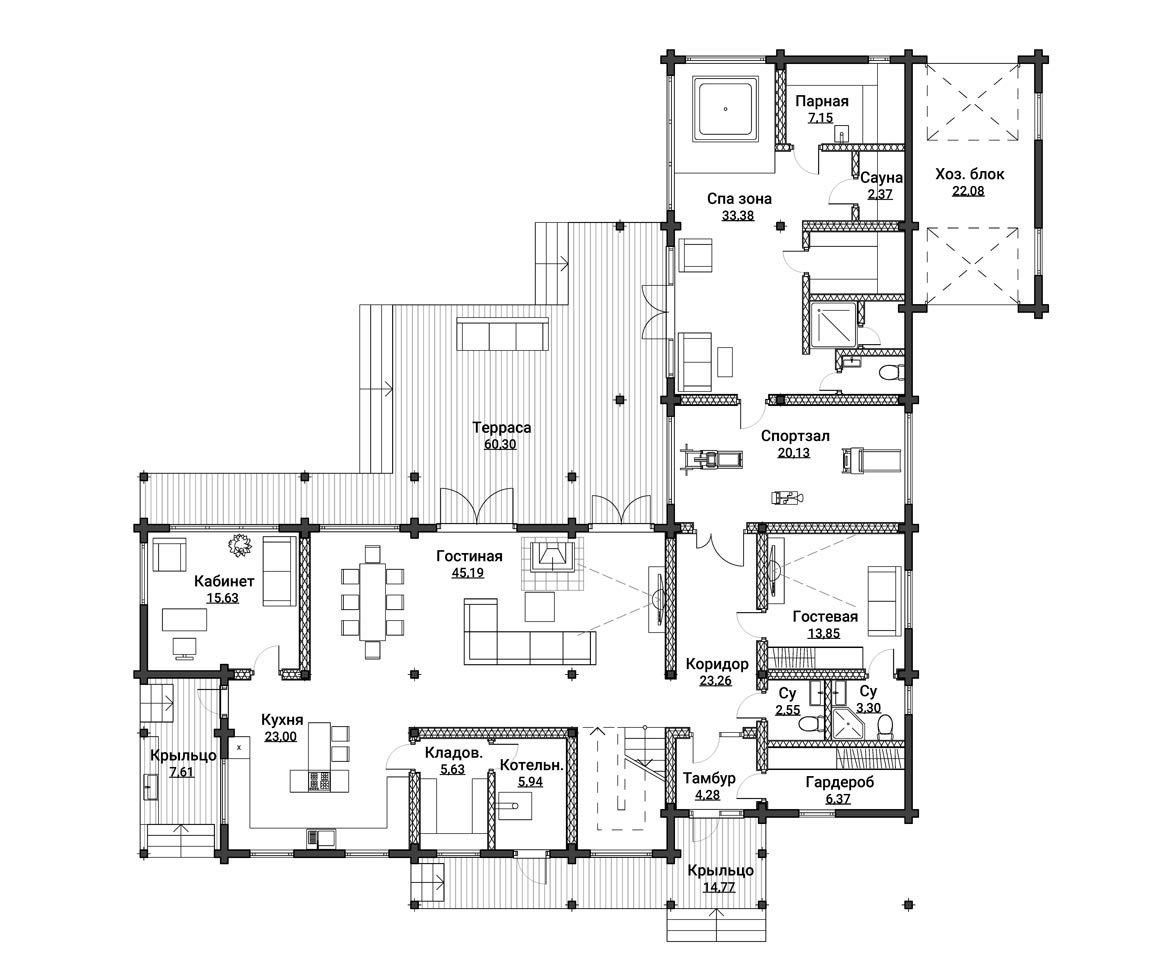 Парная
7,15
Сауна
2,37
Хоз. блок
22,08
Спа зона
33,38
Терраса
60,30
Спортзал
20,13
Гостиная
45,19
Кабинет
15,63
Гостевая
13,85
Коридор
23,26
Су
2,55
Су
3,30
Кухня
23,00
x
Крыльцо
7,61
Кладов.
5,63
Котельн.
5,94
Тамбур
4,28
Гардероб
6,37
Крыльцо
14,77